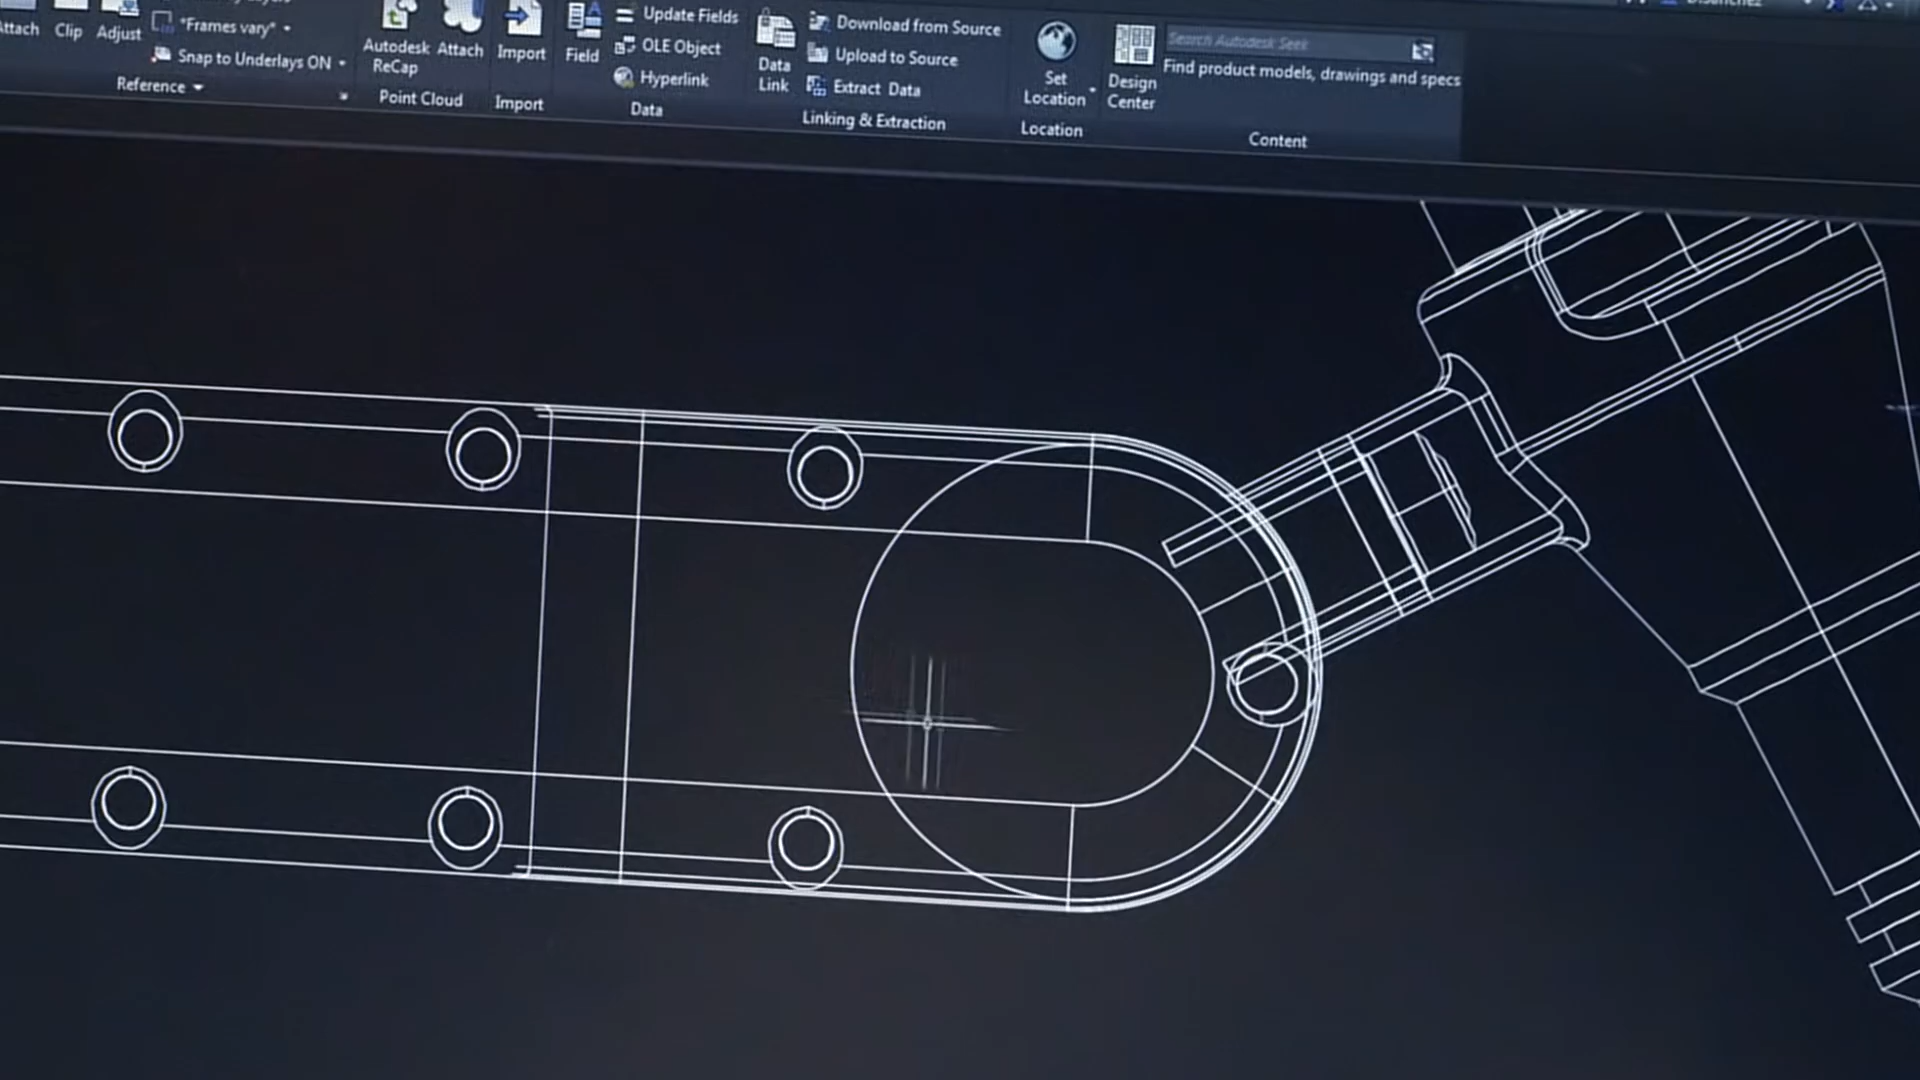 Attach
Clip
Adjust
*Frames vary*
Snap to Underlays ON
Reference
Autodesk
ReCap
Attach
Point Cloud
Import
Import
Field
Update Fields
OLE Object
Hyperlink
Data
Data
Link
Download from Source
Upload to Source
Extract Data
Linking & Extraction
Set
Location
Location
Design
Center
Search Autodesk Seek
Find product models, drawings and specs
Content